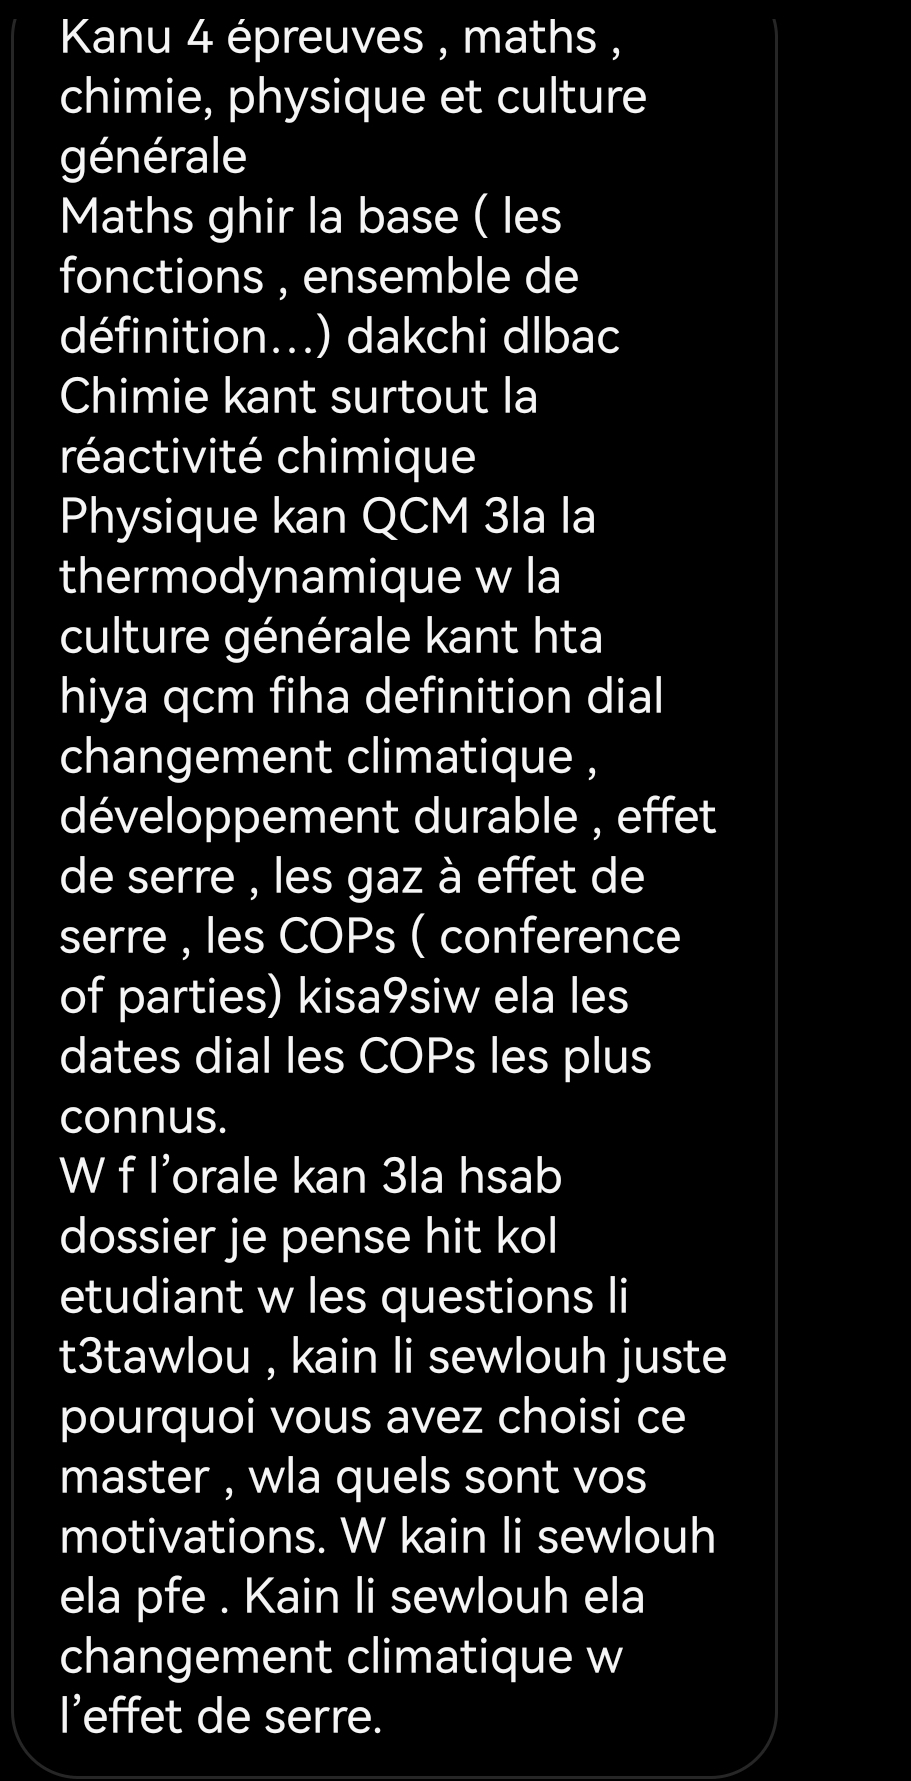 Kanu 4 épreuves , maths ,
chimie, physique et culture
générale
Maths ghir la base ( les
fonctions , ensemble de
définition...) dakchi dlbac
Chimie kant surtout la
réactivité chimique
Physique kan QCM 3la la
thermodynamique w la
culture générale kant hta
hiya qcm fiha definition dial
changement climatique ,
développement durable , effet
de serre , les gaz à effet de
serre , les COPs ( conference
of parties) kisa9siw ela les
dates dial les COPs les plus
connus.
W f l’orale kan 3la hsab
dossier je pense hit kol
etudiant w les questions li
t3tawlou , kain li sewlouh juste
pourquoi vous avez choisi ce
master , wla quels sont vos
motivations. W kain li sewlouh
ela pfe . Kain li sewlouh ela
changement climatique w
l’effet de serre.